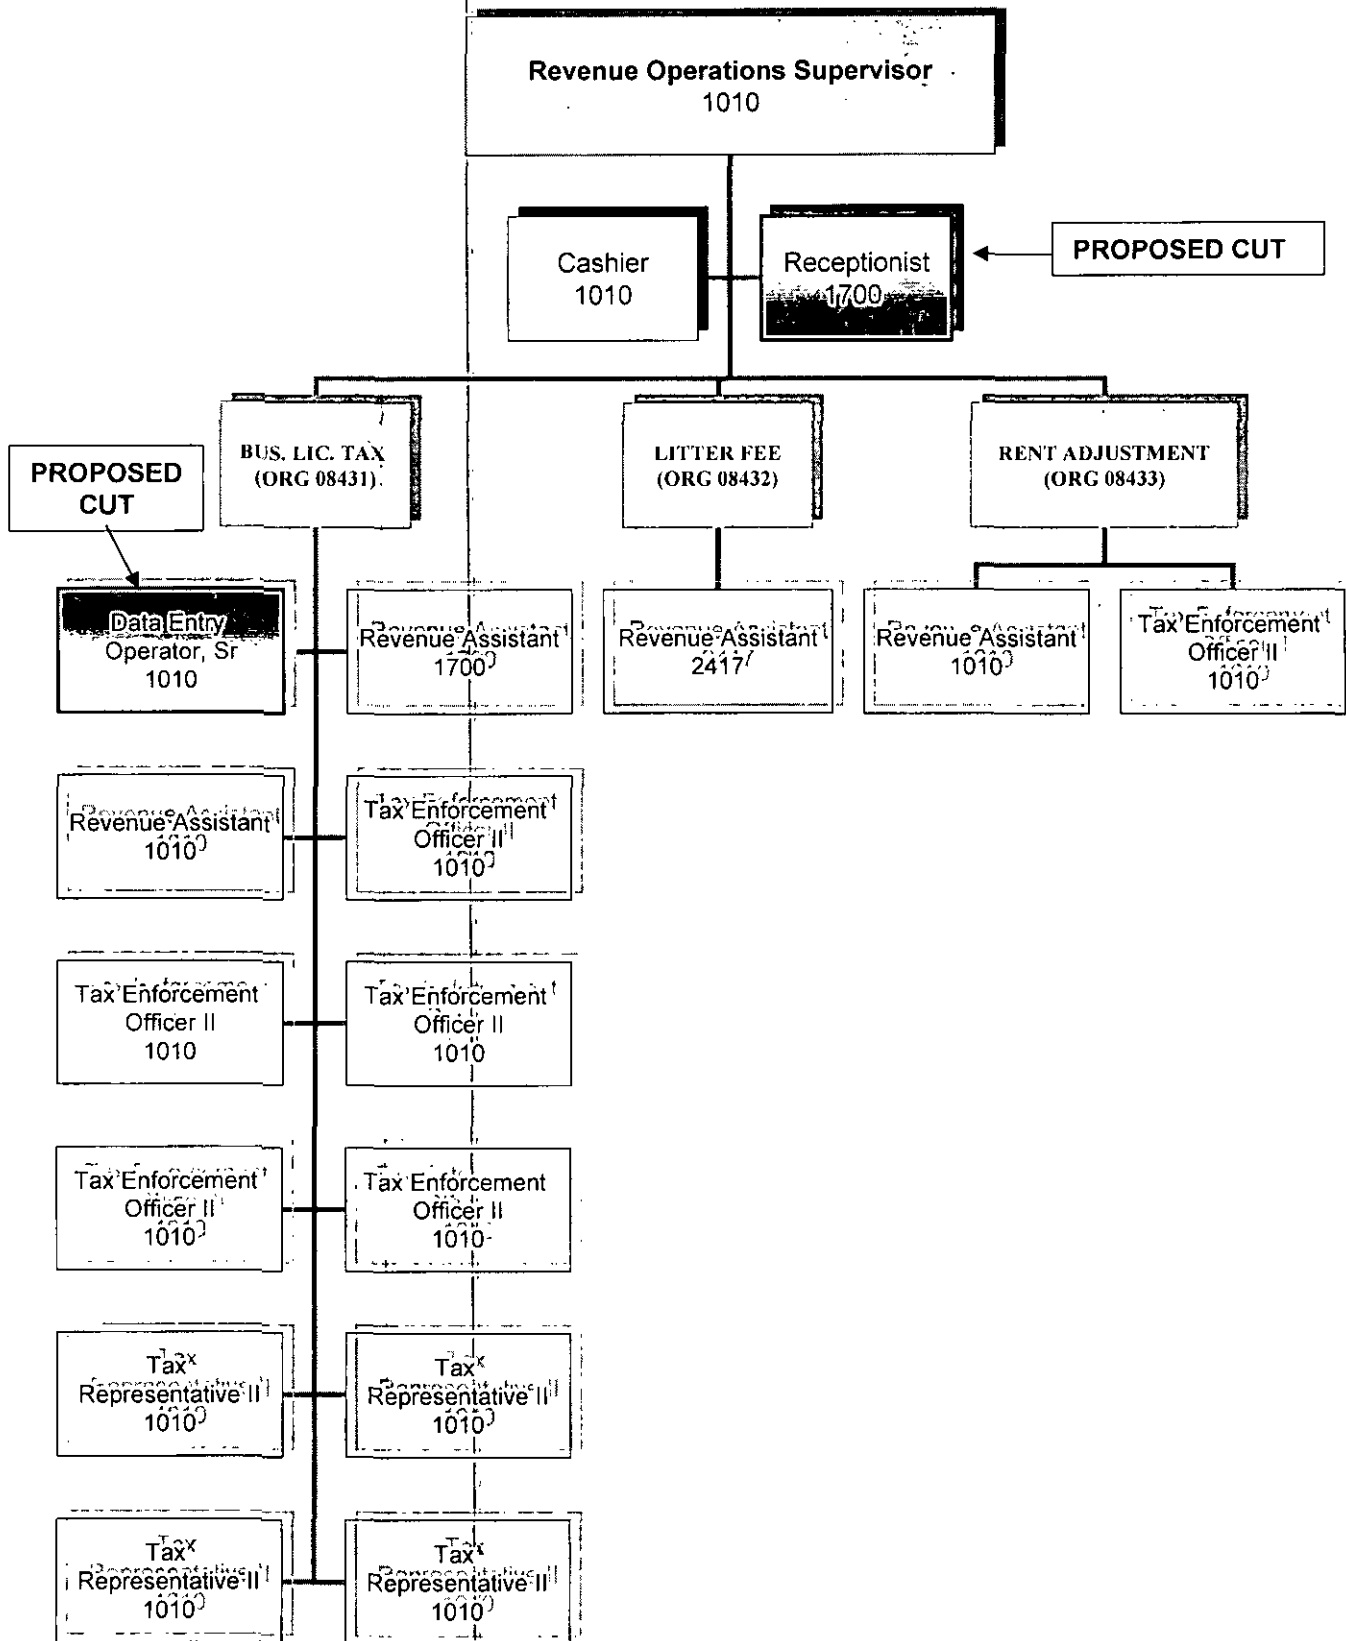 Revenue Operations Supervisor
1010
Cashier
1010
Receptionist
1700
PROPOSED CUT
BUS. LIC. TAX
(ORG 08431)
LITTER FEE
(ORG 08432)
RENT ADJUSTMENT
(ORG 08433)
PROPOSED
CUT
Data Entry
Operator, Sr
1010
Revenue Assistant
1700
Revenue Assistant
2417
Revenue Assistant
1010
Tax Enforcement
Officer II
1010
Revenue Assistant
1010
Tax Enforcement
Officer II
1010
Tax Enforcement
Officer II
1010
Tax Enforcement
Officer II
1010
Tax Enforcement
Officer II
1010
Tax Enforcement
Officer II
1010
Tax
Representative II
1010
Tax
Representative II
1010
Tax
Representative II
1010
Tax
Representative II
1010